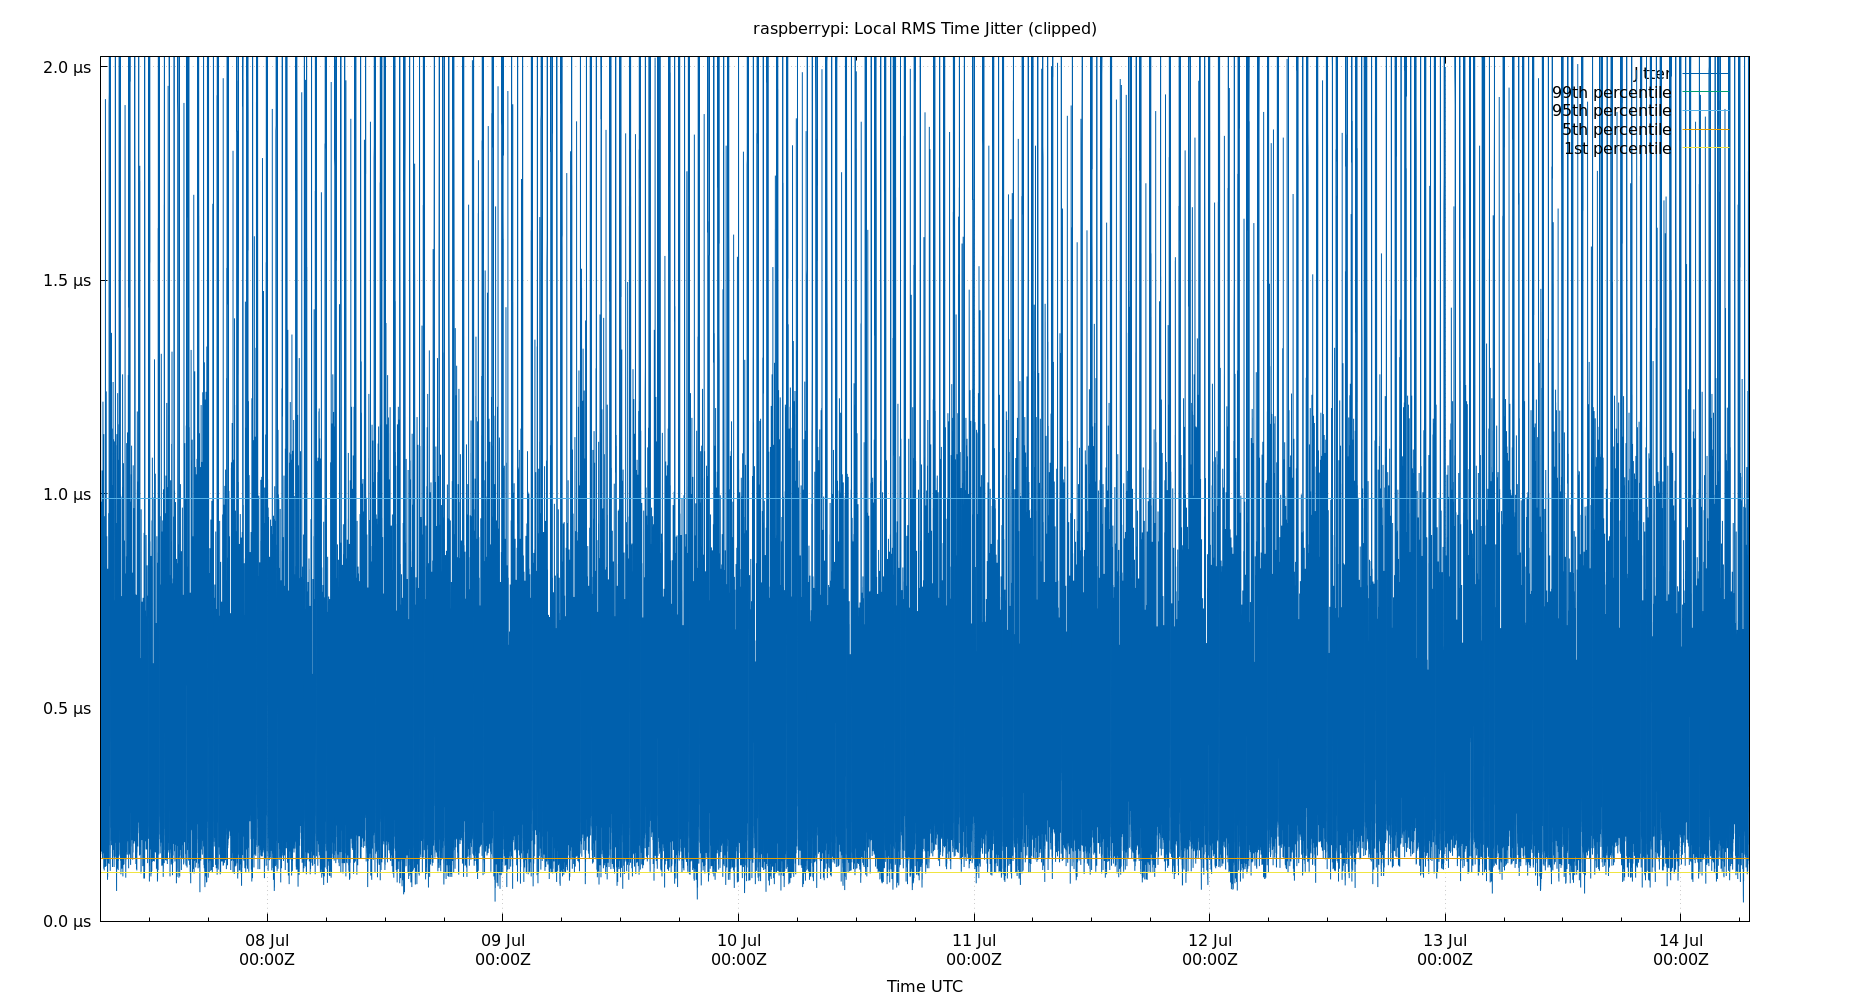 raspberrypi: Local RMS Time Jitter (clipped)
2.0 μs
1.5 μs
1.0 μs
0.5 μs
0.0 μs
Jitter
99th percentile
95th percentile
5th percentile
1st percentile
08 Jul 09 Jul 10 Jul 11 Jul 12 Jul 13 Jul 14 Jul
00:00Z 00:00Z 00:00Z 00:00Z 00:00Z 00:00Z 00:00Z
Time UTC